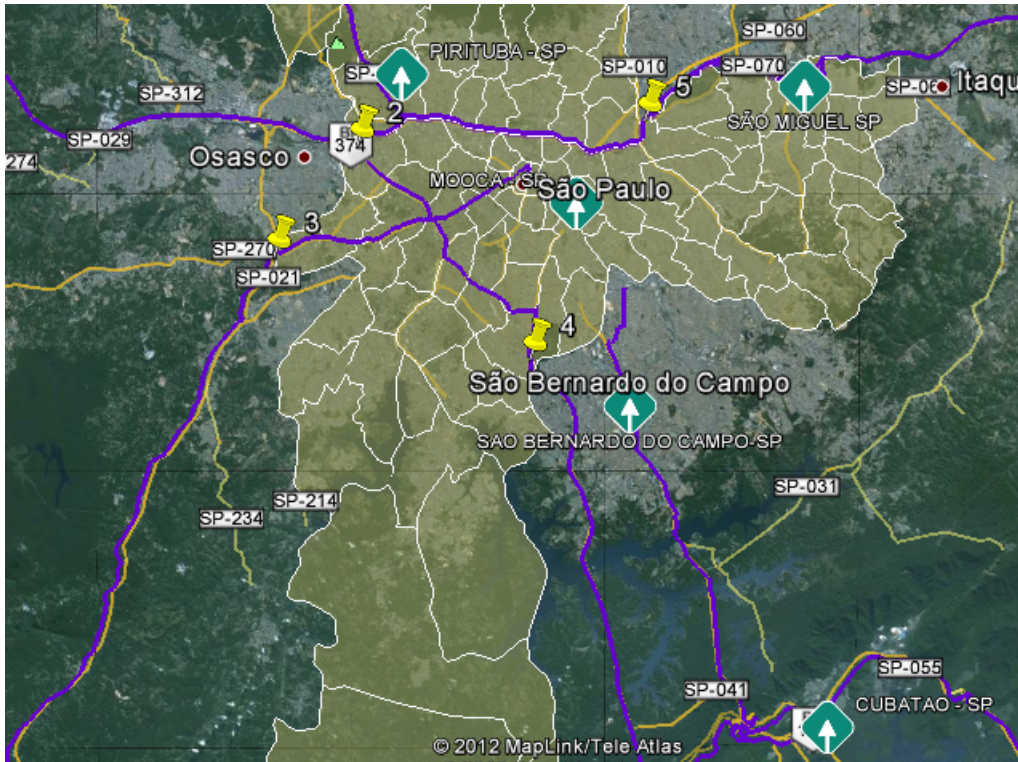 SP-060
PIRITUBA - SP
SP-
SP-010
SP-070
5
SP-06
Itaqu
SP-312
2
SÃO MIGUEL SP
SP-029
374
Osasco
274
MOOCA - SP
São Paulo
3
SP-270
SP-021
4
São Bernardo do Campo
SAO BERNARDO DO CAMPO-SP
SP-031
SP-214
SP-234
SP-055
SP-041
CUBATAO - SP
© 2012 MapLink/Tele Atlas